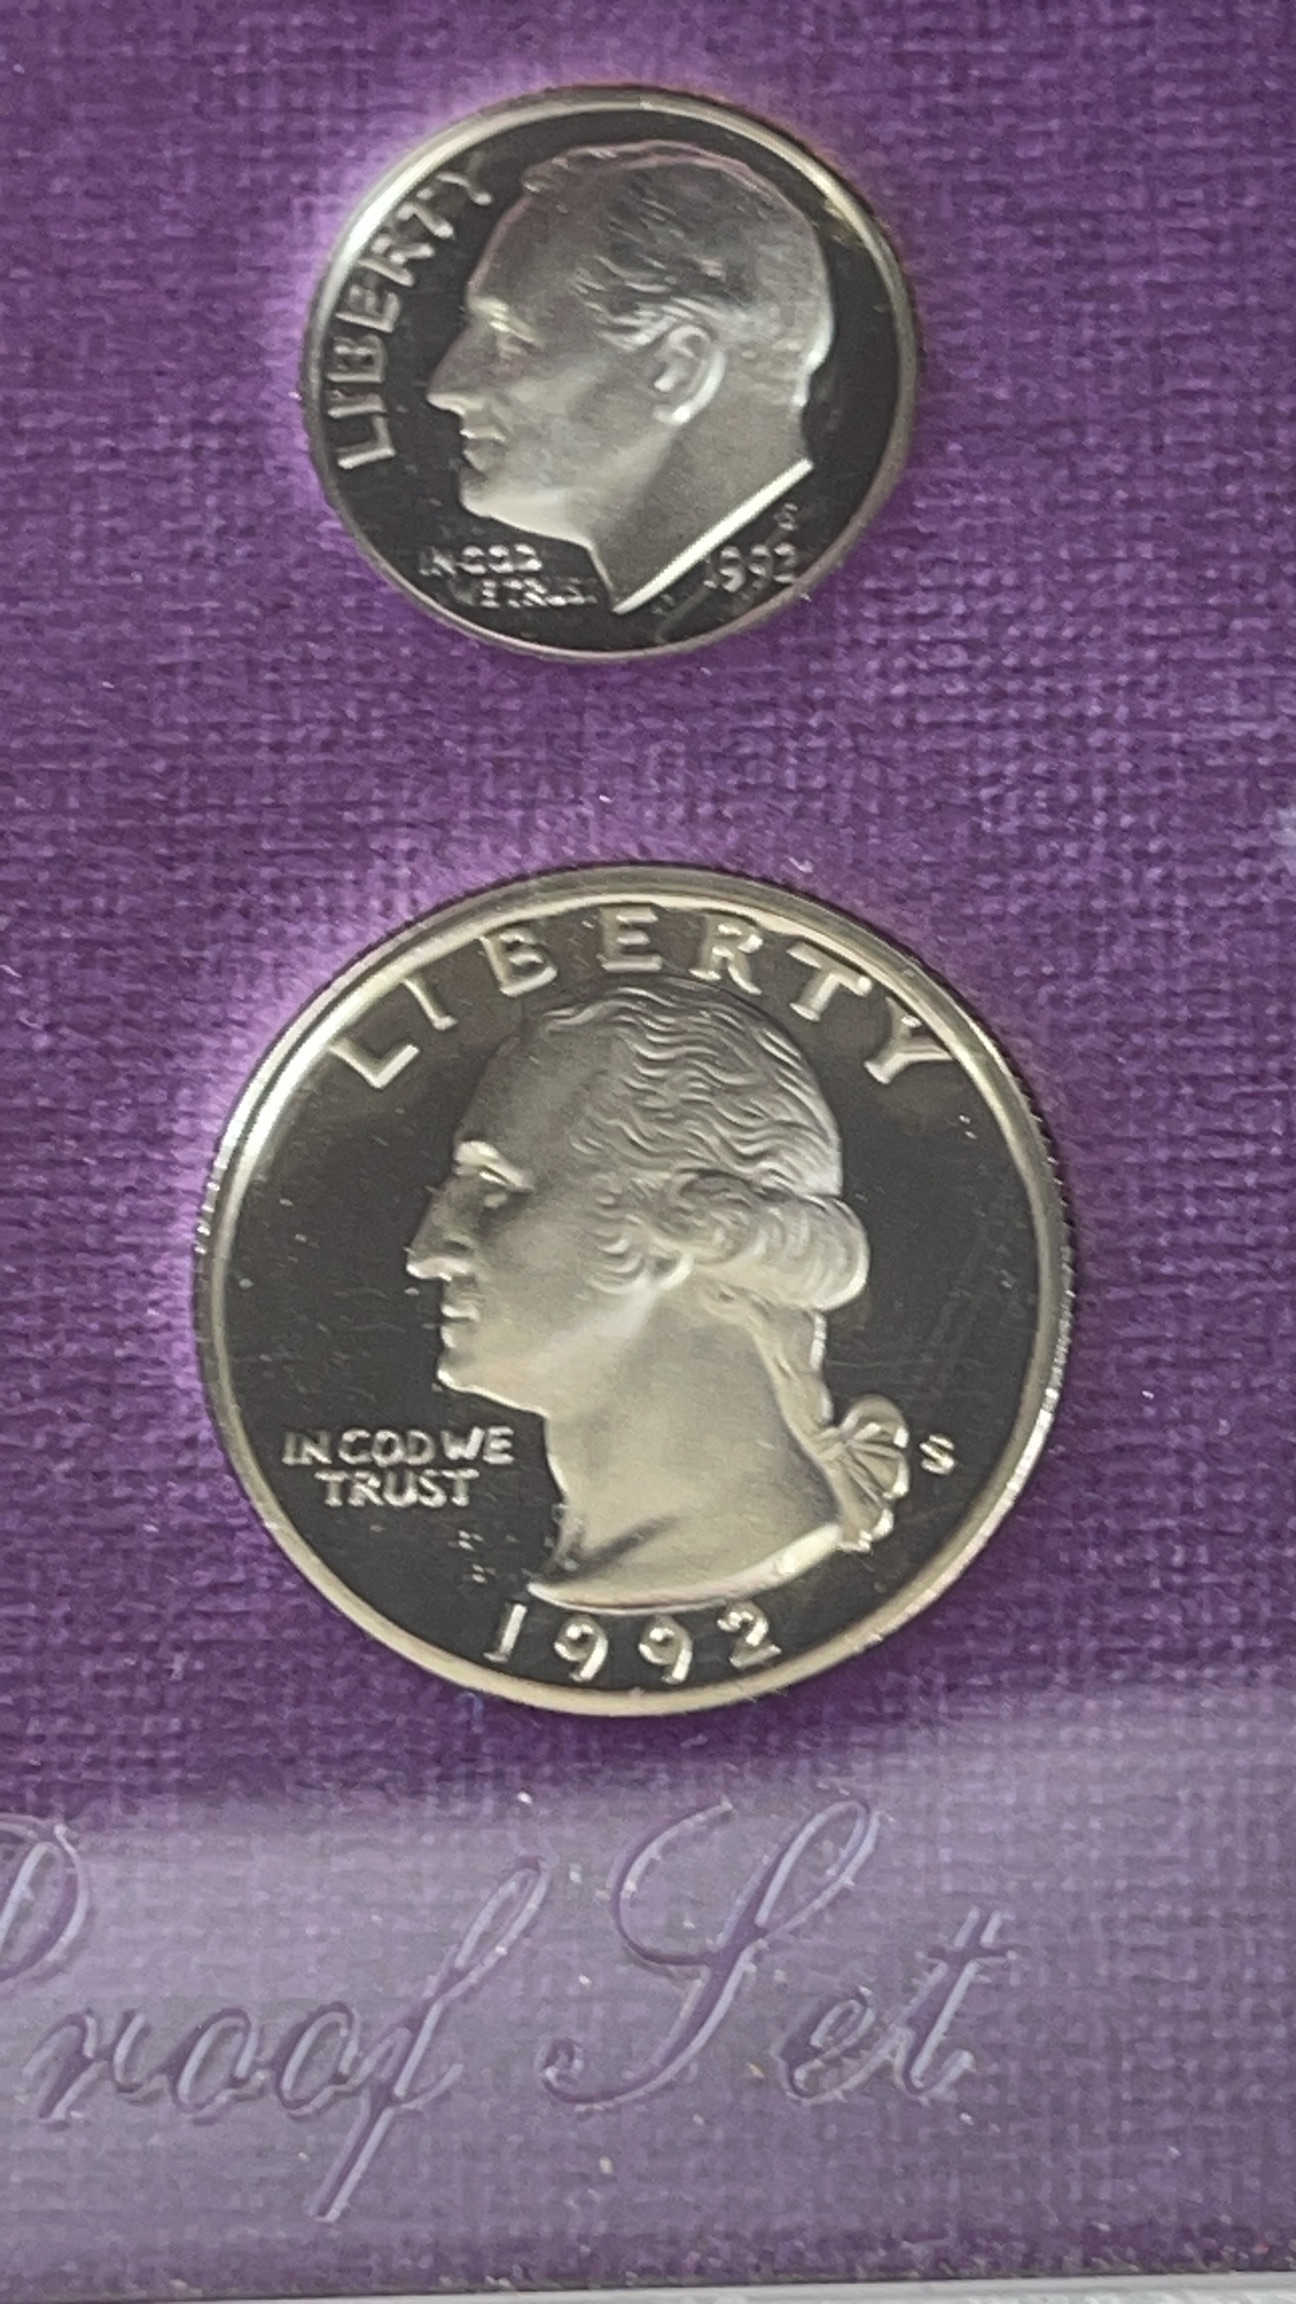 LIBERTY
IN GOD
WE TRUST
S
1992
LIBERTY
IN GOD WE
TRUST
S
1992
Proof Set